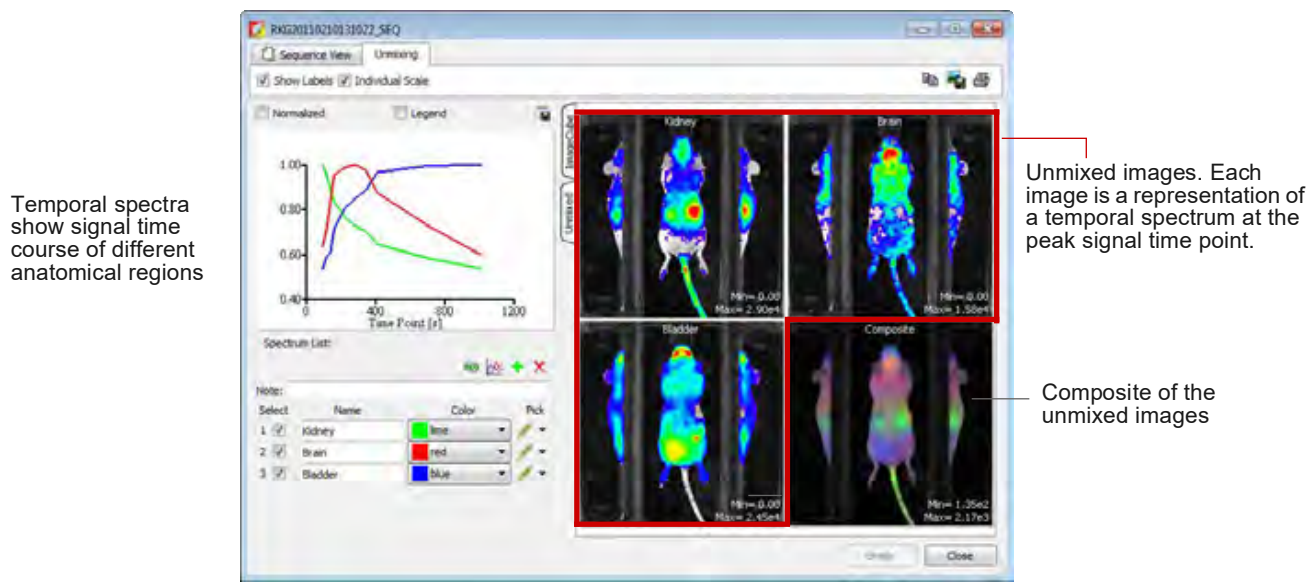 RKG20110210131022_SEQ
Sequence View
Unmixing
Show Labels
Individual Scale
Normalized
Legend
1.00
0.80
0.60
0.40
0
400
800
1200
Time Point [s]
Spectrum List:
Note:
Select
Name
Color
Pick
1
Kidney
lime
2
Brain
red
3
Bladder
blue
ImageCube
Unmixed
Kidney
Min= 0.00
Max= 2.90e4
Brain
Min= 0.00
Max= 1.58e4
Bladder
Min= 0.00
Max= 2.45e4
Composite
Min= 1.35e2
Max= 2.17e3
Close
Temporal spectra
show signal time
course of different
anatomical regions
Unmixed images. Each
image is a representation of
a temporal spectrum at the
peak signal time point.
Composite of the
unmixed images